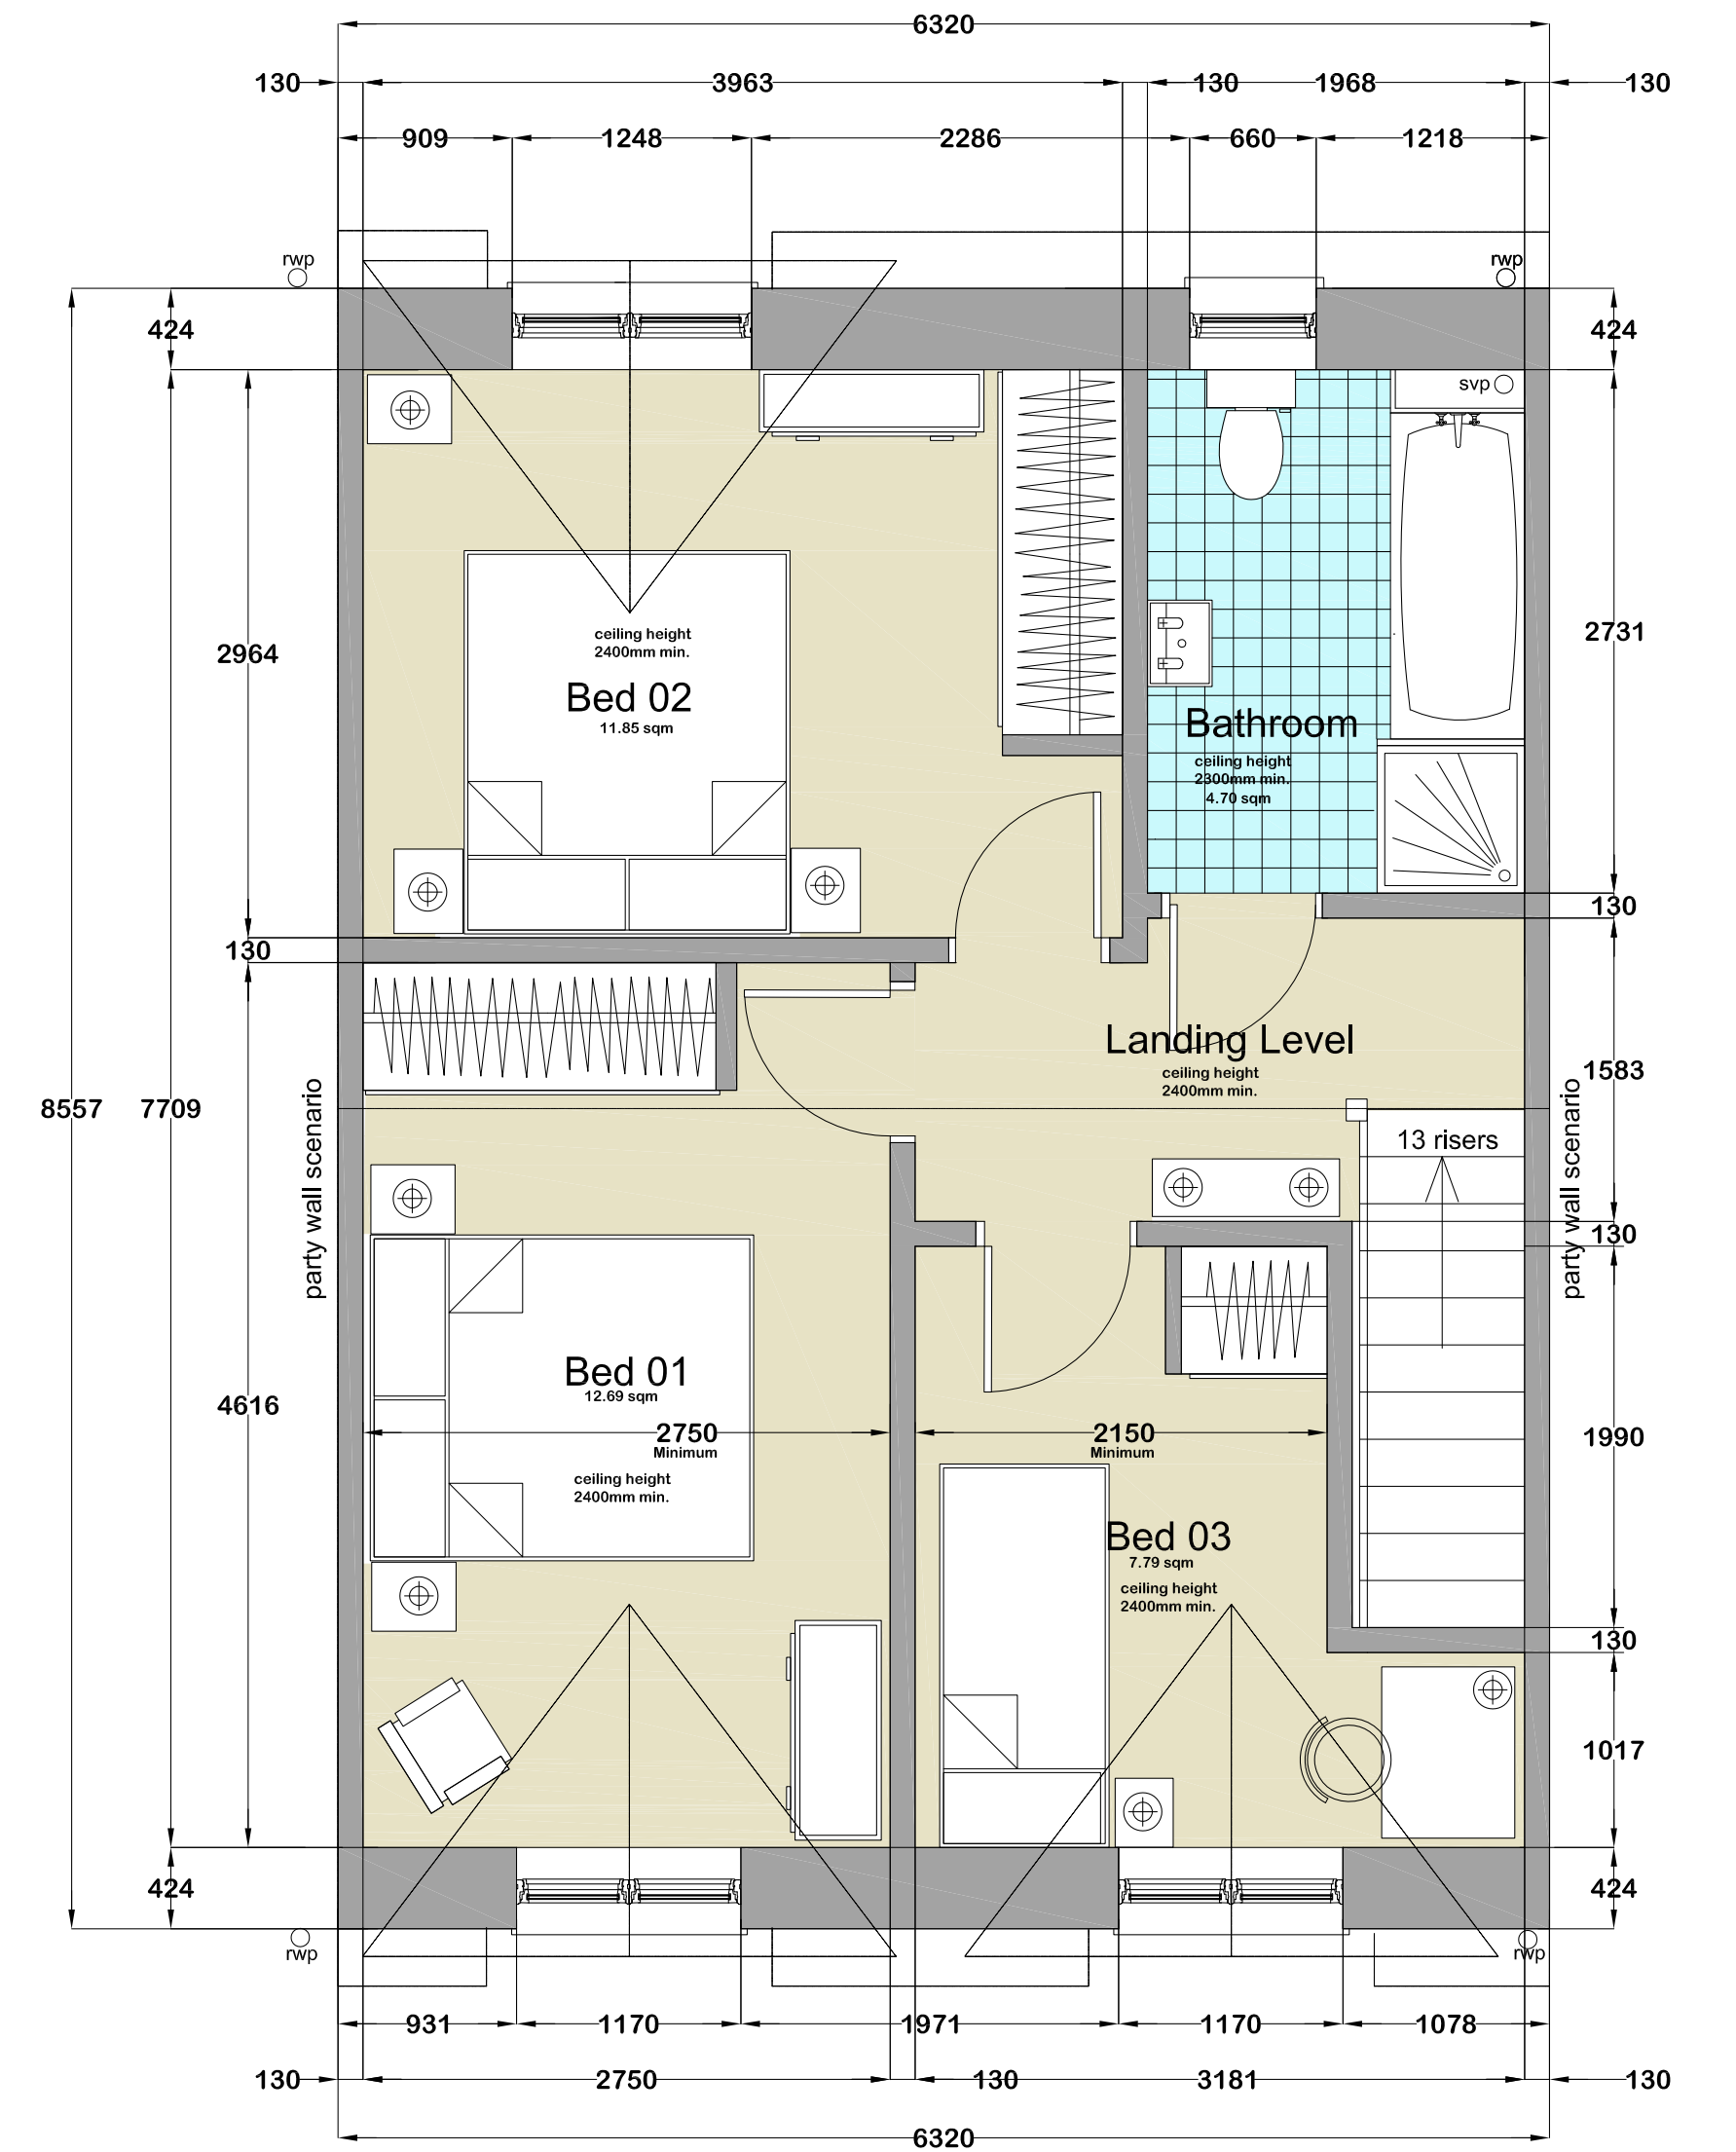 6320
130 3963 130 1968 130
909 1248 2286 660 1218
rwp rwp
424 424
svp
2964 2731
ceiling height
2400mm min.
Bed 02
11.85 sqm
Bathroom
ceiling height
2300mm min.
4.70 sqm
130 130
Landing Level
ceiling height
2400mm min.
1583
8557 7709
party wall scenario
party wall scenario
13 risers
130
Bed 01
12.69 sqm
4616
2750
Minimum
ceiling height
2400mm min.
2150
Minimum
1990
Bed 03
7.79 sqm
ceiling height
2400mm min.
130
1017
424 424
rwp rwp
931 1170 1971 1170 1078
130 2750 130 3181 130
6320